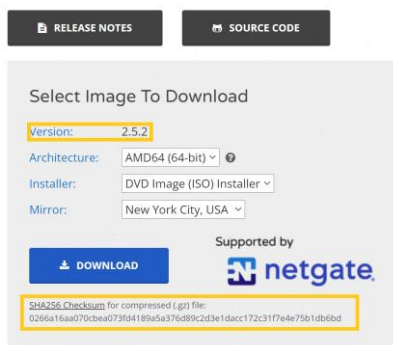 RELEASE NOTES
SOURCE CODE
Select Image To Download
Version: 2.5.2
Architecture: AMD64 (64-bit)
Installer: DVD Image (ISO) Installer
Mirror: New York City, USA
Supported by
DOWNLOAD
netgate
SHA256 Checksum for compressed (.gz) file:
0266a16aa070cbea073fd4189a5a376d89c2d3e1dacc172c31f7e4e75b1db6bd